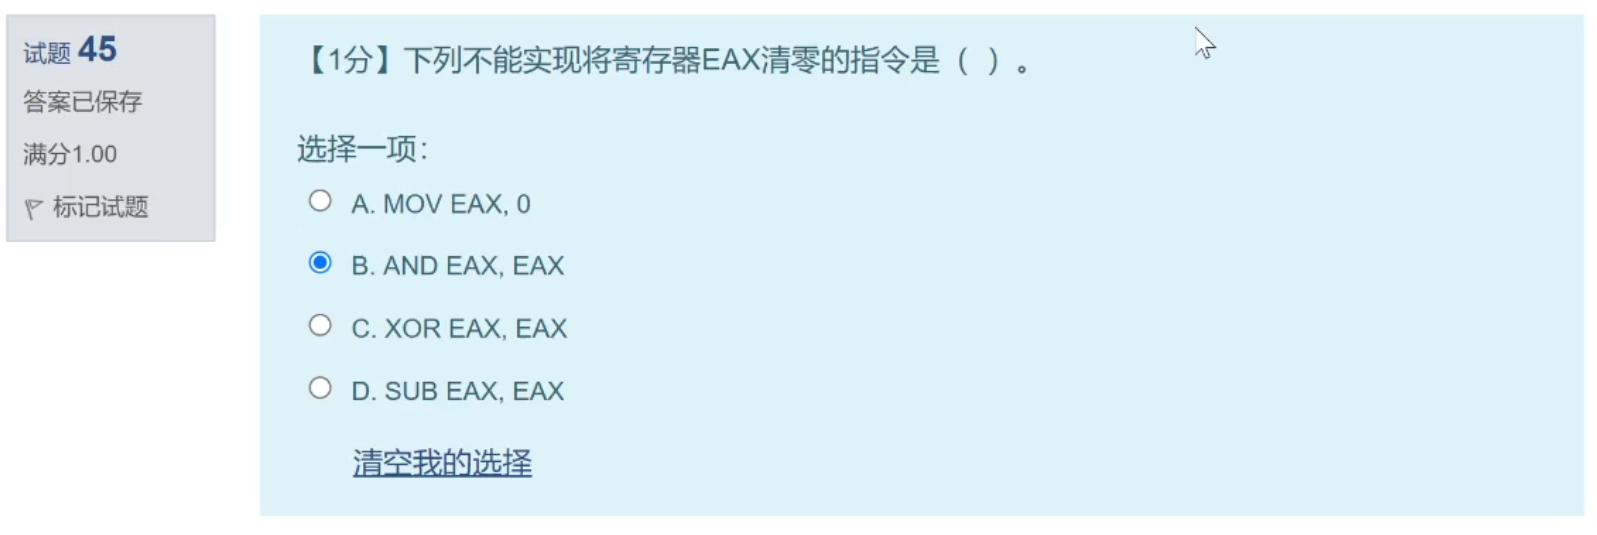 试题 45
答案已保存
满分1.00
标记试题
【1分】下列不能实现将寄存器EAX清零的指令是（ ）。
选择一项：
A. MOV EAX, 0
B. AND EAX, EAX
C. XOR EAX, EAX
D. SUB EAX, EAX
清空我的选择